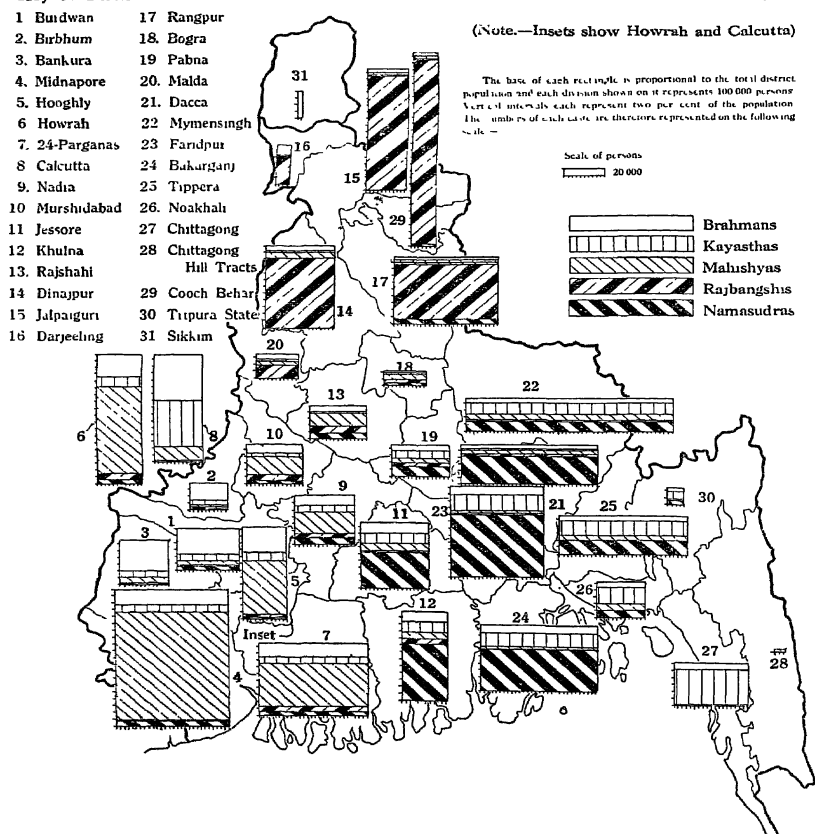 1 Burdwan
2. Birbhum
3. Bankura
4. Midnapore
5. Hooghly
6 Howrah
7. 24-Parganas
8 Calcutta
9. Nadia
10 Murshidabad
11 Jessore
12 Khulna
13. Rajshahi
14 Dinajpur
15 Jalpaiguri
16 Darjeeling
17 Rangpur
18. Bogra
19 Pabna
20. Malda
21. Dacca
22 Mymensingh
23 Faridpur
24 Bakarganj
25 Tippera
26. Noakhali
27 Chittagong
28 Chittagong
Hill Tracts
29 Cooch Behar
30 Tripura State
31 Sikkim
(Note.—Insets show Howrah and Calcutta)
The base of each rectangle is proportional to the total district
population and each division shown on it represents 100 000 persons
Vertical intervals each represent two per cent of the population
The numbers of each caste are therefore represented on the following
scale —
Scale of persons
20 000
Brahmans
Kayasthas
Mahishyas
Rajbangshis
Namasudras
31
16
15
29
17
14
20
18
13
22
6
8
10
19
2
9
23
21
25
30
3
1
11
5
26
12
24
Inset
7
4
27
28